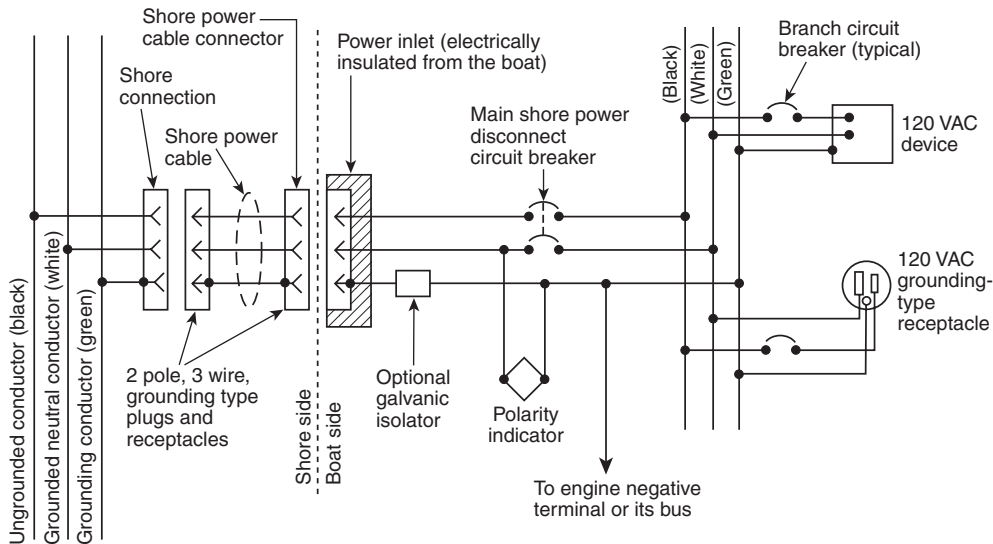 Shore power
cable connector
Power inlet (electrically
insulated from the boat)
Branch circuit
breaker (typical)
Shore
connection
Shore power
cable
Main shore power
disconnect
circuit breaker
(Black)
(White)
(Green)
120 VAC
device
120 VAC
grounding-
type
receptacle
Ungrounded conductor (black)
Grounded neutral conductor (white)
Grounding conductor (green)
2 pole, 3 wire,
grounding type
plugs and
receptacles
Shore side
Boat side
Optional
galvanic
isolator
Polarity
indicator
To engine negative
terminal or its bus